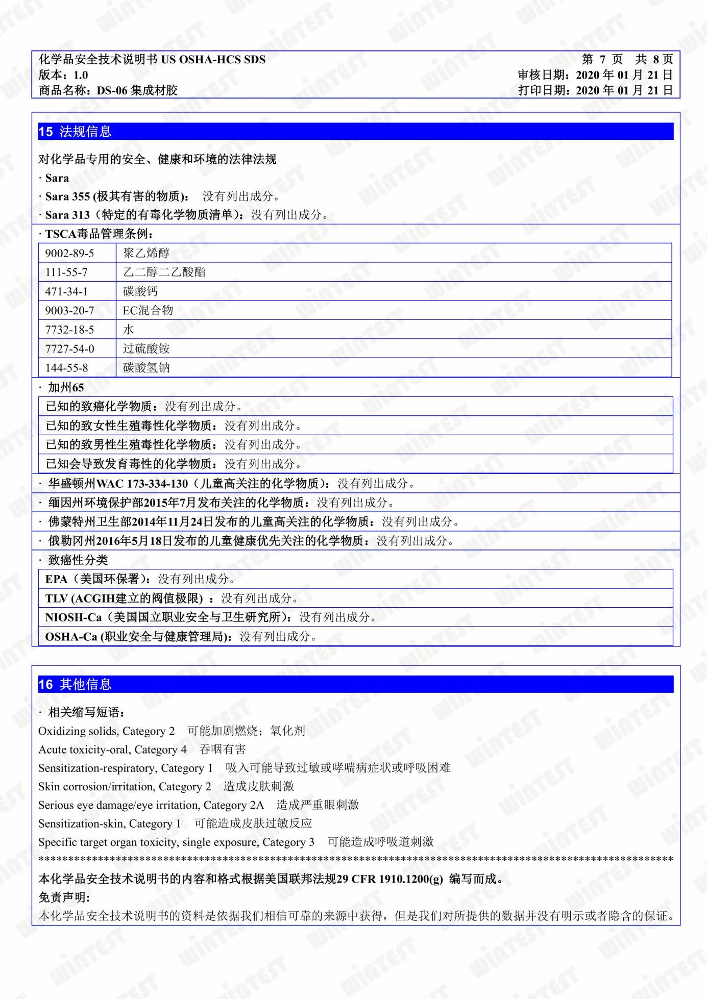 化学品安全技术说明书 US OSHA-HCS SDS 第 7 页 共 8 页
版本：1.0 审核日期：2020 年 01 月 21 日
商品名称：DS-06 集成材胶 打印日期：2020 年 01 月 21 日
15 法规信息
对化学品专用的安全、健康和环境的法律法规
· Sara
· Sara 355 (极其有害的物质)： 没有列出成分。
· Sara 313（特定的有毒化学物质清单）：没有列出成分。
· TSCA毒品管理条例：
9002-89-5 聚乙烯醇
111-55-7 乙二醇二乙酸酯
471-34-1 碳酸钙
9003-20-7 EC混合物
7732-18-5 水
7727-54-0 过硫酸铵
144-55-8 碳酸氢钠
· 加州65
已知的致癌化学物质：没有列出成分。
已知的致女性生殖毒性化学物质：没有列出成分。
已知的致男性生殖毒性化学物质：没有列出成分。
已知会导致发育毒性的化学物质：没有列出成分。
· 华盛顿州WAC 173-334-130（儿童高关注的化学物质）：没有列出成分。
· 缅因州环境保护部2015年7月发布关注的化学物质：没有列出成分。
· 佛蒙特州卫生部2014年11月24日发布的儿童高关注的化学物质：没有列出成分。
· 俄勒冈州2016年5月18日发布的儿童健康优先关注的化学物质：没有列出成分。
· 致癌性分类
EPA（美国环保署）：没有列出成分。
TLV (ACGIH建立的阀值极限) ：没有列出成分。
NIOSH-Ca（美国国立职业安全与卫生研究所）：没有列出成分。
OSHA-Ca (职业安全与健康管理局)：没有列出成分。
16 其他信息
· 相关缩写短语：
Oxidizing solids, Category 2 可能加剧燃烧；氧化剂
Acute toxicity-oral, Category 4 吞咽有害
Sensitization-respiratory, Category 1 吸入可能导致过敏或哮喘病症状或呼吸困难
Skin corrosion/irritation, Category 2 造成皮肤刺激
Serious eye damage/eye irritation, Category 2A 造成严重眼刺激
Sensitization-skin, Category 1 可能造成皮肤过敏反应
Specific target organ toxicity, single exposure, Category 3 可能造成呼吸道刺激
************************************************************************************************************
本化学品安全技术说明书的内容和格式根据美国联邦法规29 CFR 1910.1200(g) 编写而成。
免责声明:
本化学品安全技术说明书的资料是依据我们相信可靠的来源中获得，但是我们对所提供的数据并没有明示或者隐含的保证。